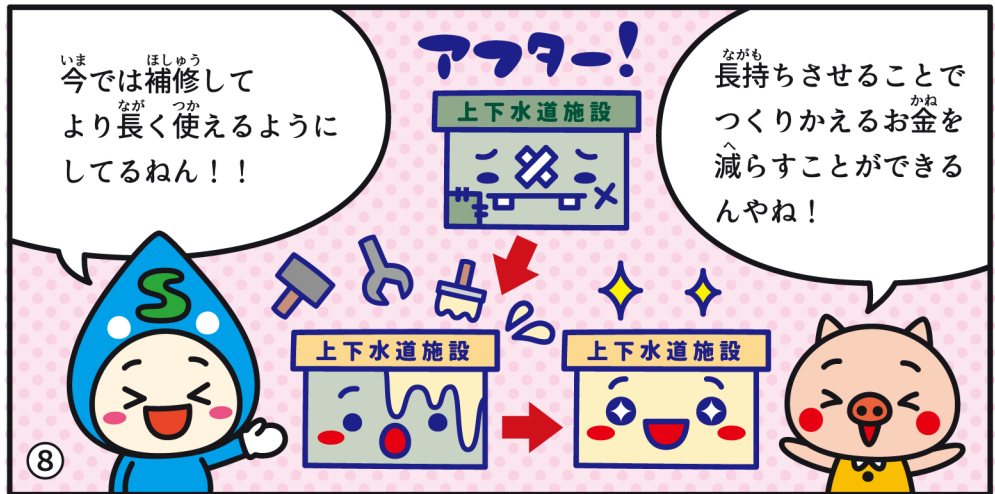 アフター！
長持ちさせることで
つくりかえるお金を
減らすことができる
んやね！
今では補修して
より長く使えるように
してるねん！！
上下水道施設
上下水道施設
上下水道施設
S
⑧